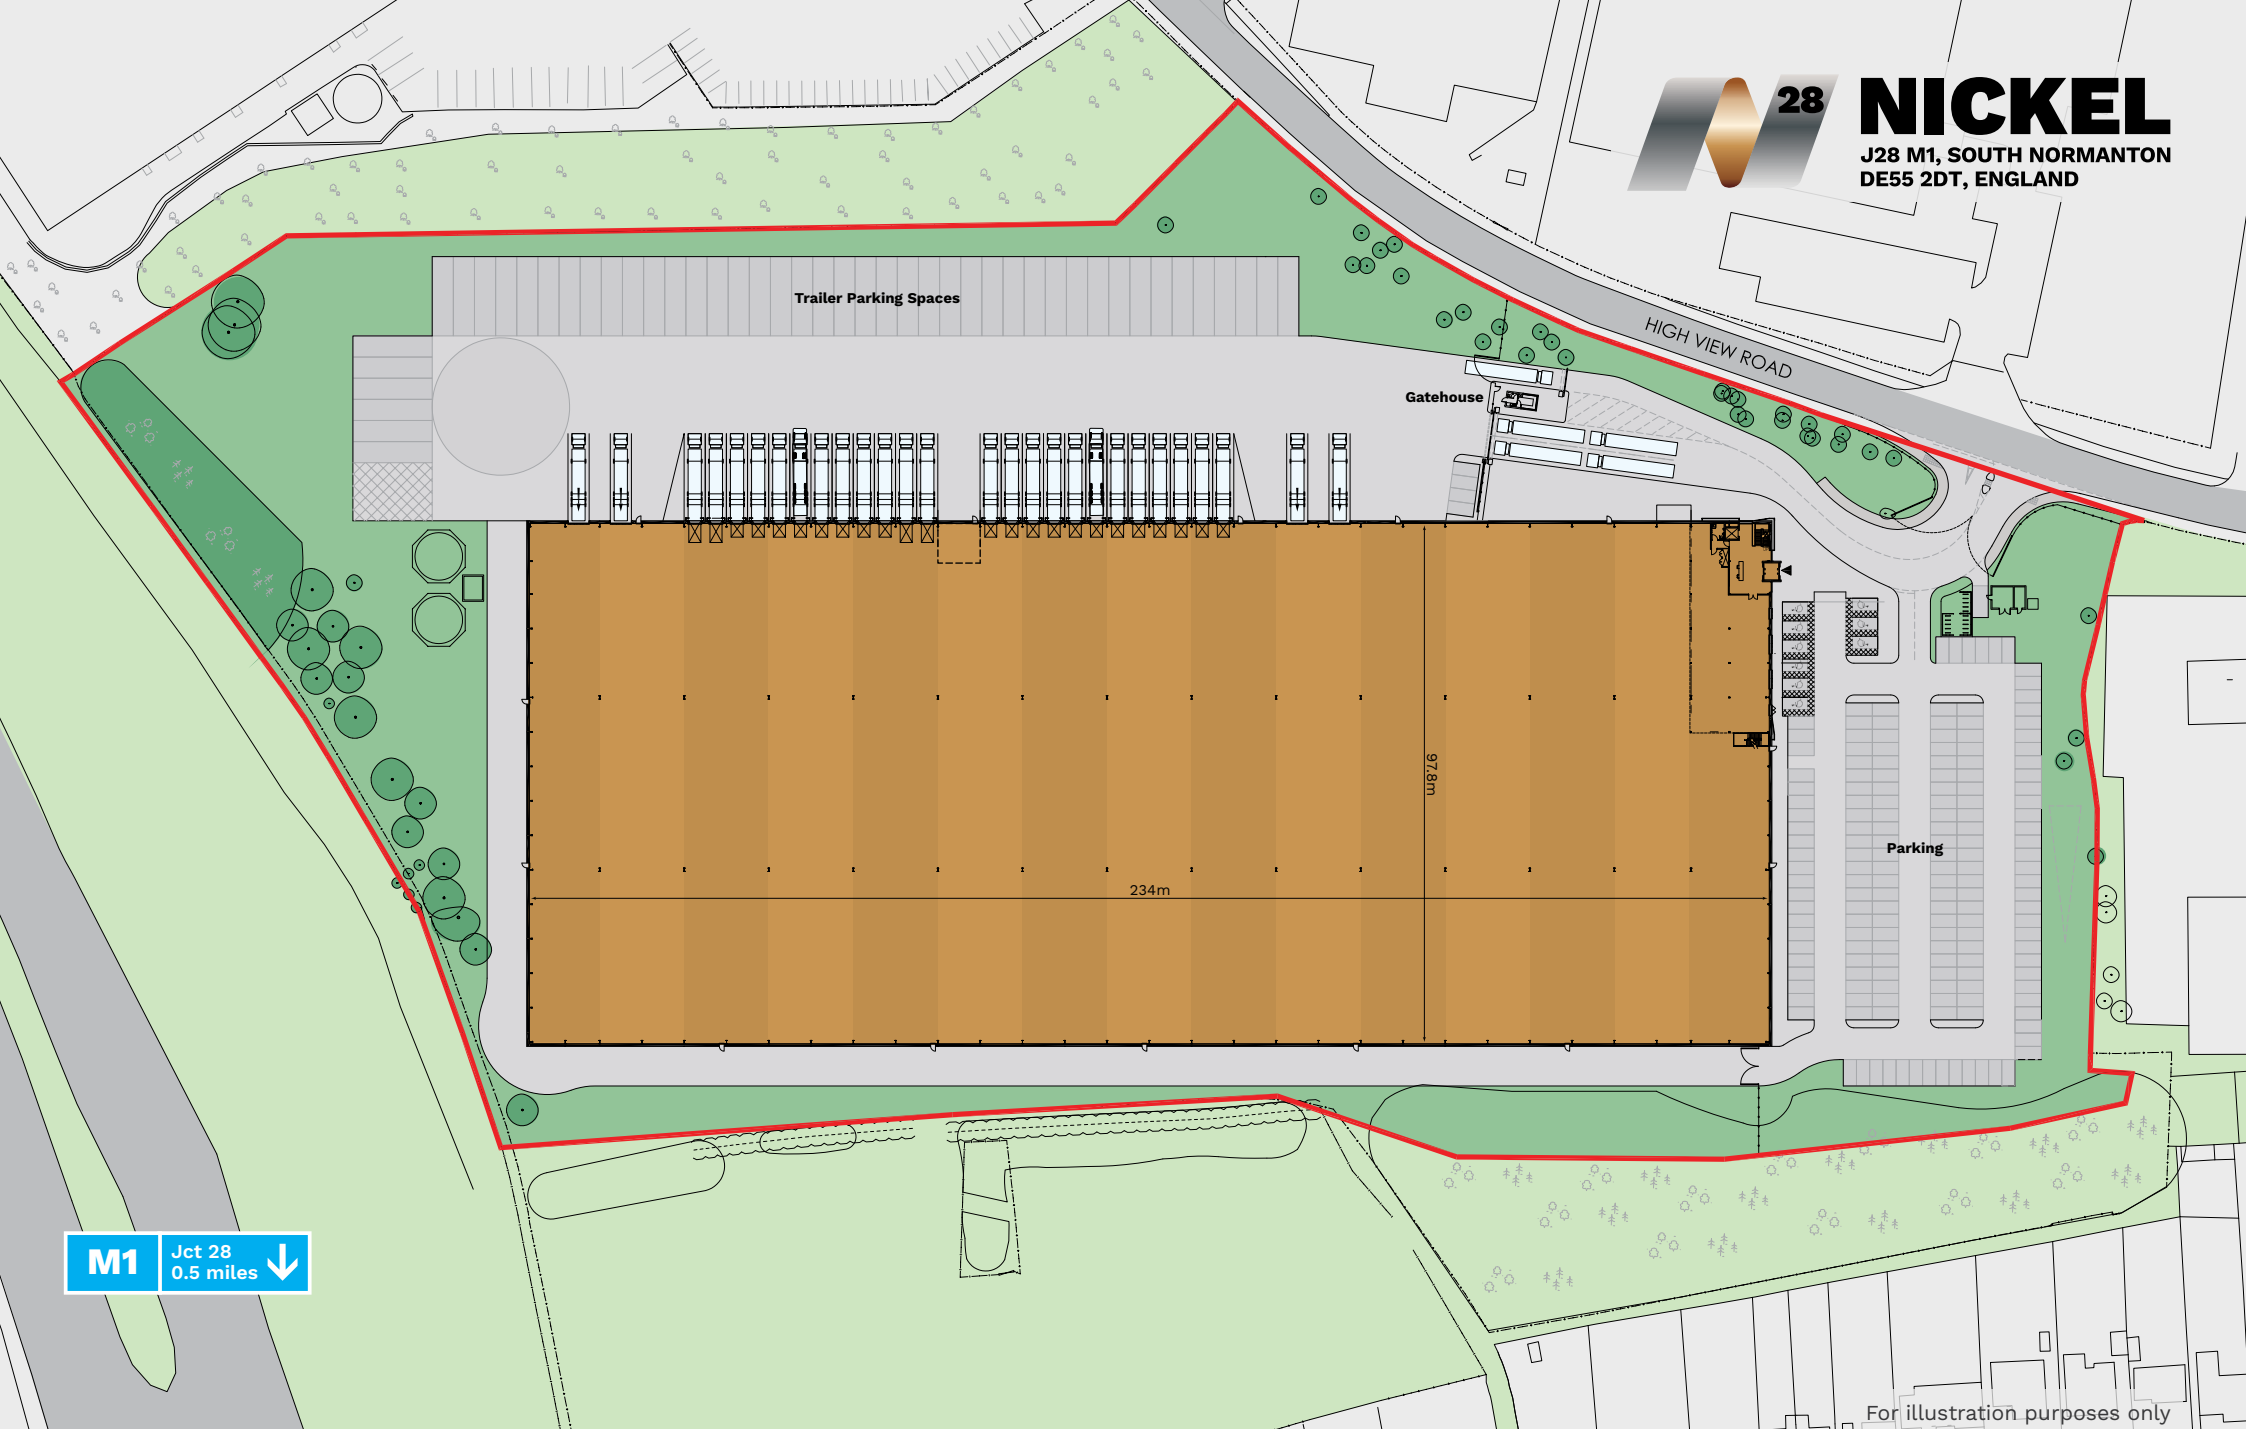 28
NICKEL
J28 M1, SOUTH NORMANTON
DE55 2DT, ENGLAND
Trailer Parking Spaces
HIGH VIEW ROAD
Gatehouse
97.8m
Parking
234m
M1
Jct 28
0.5 miles
For illustration purposes only